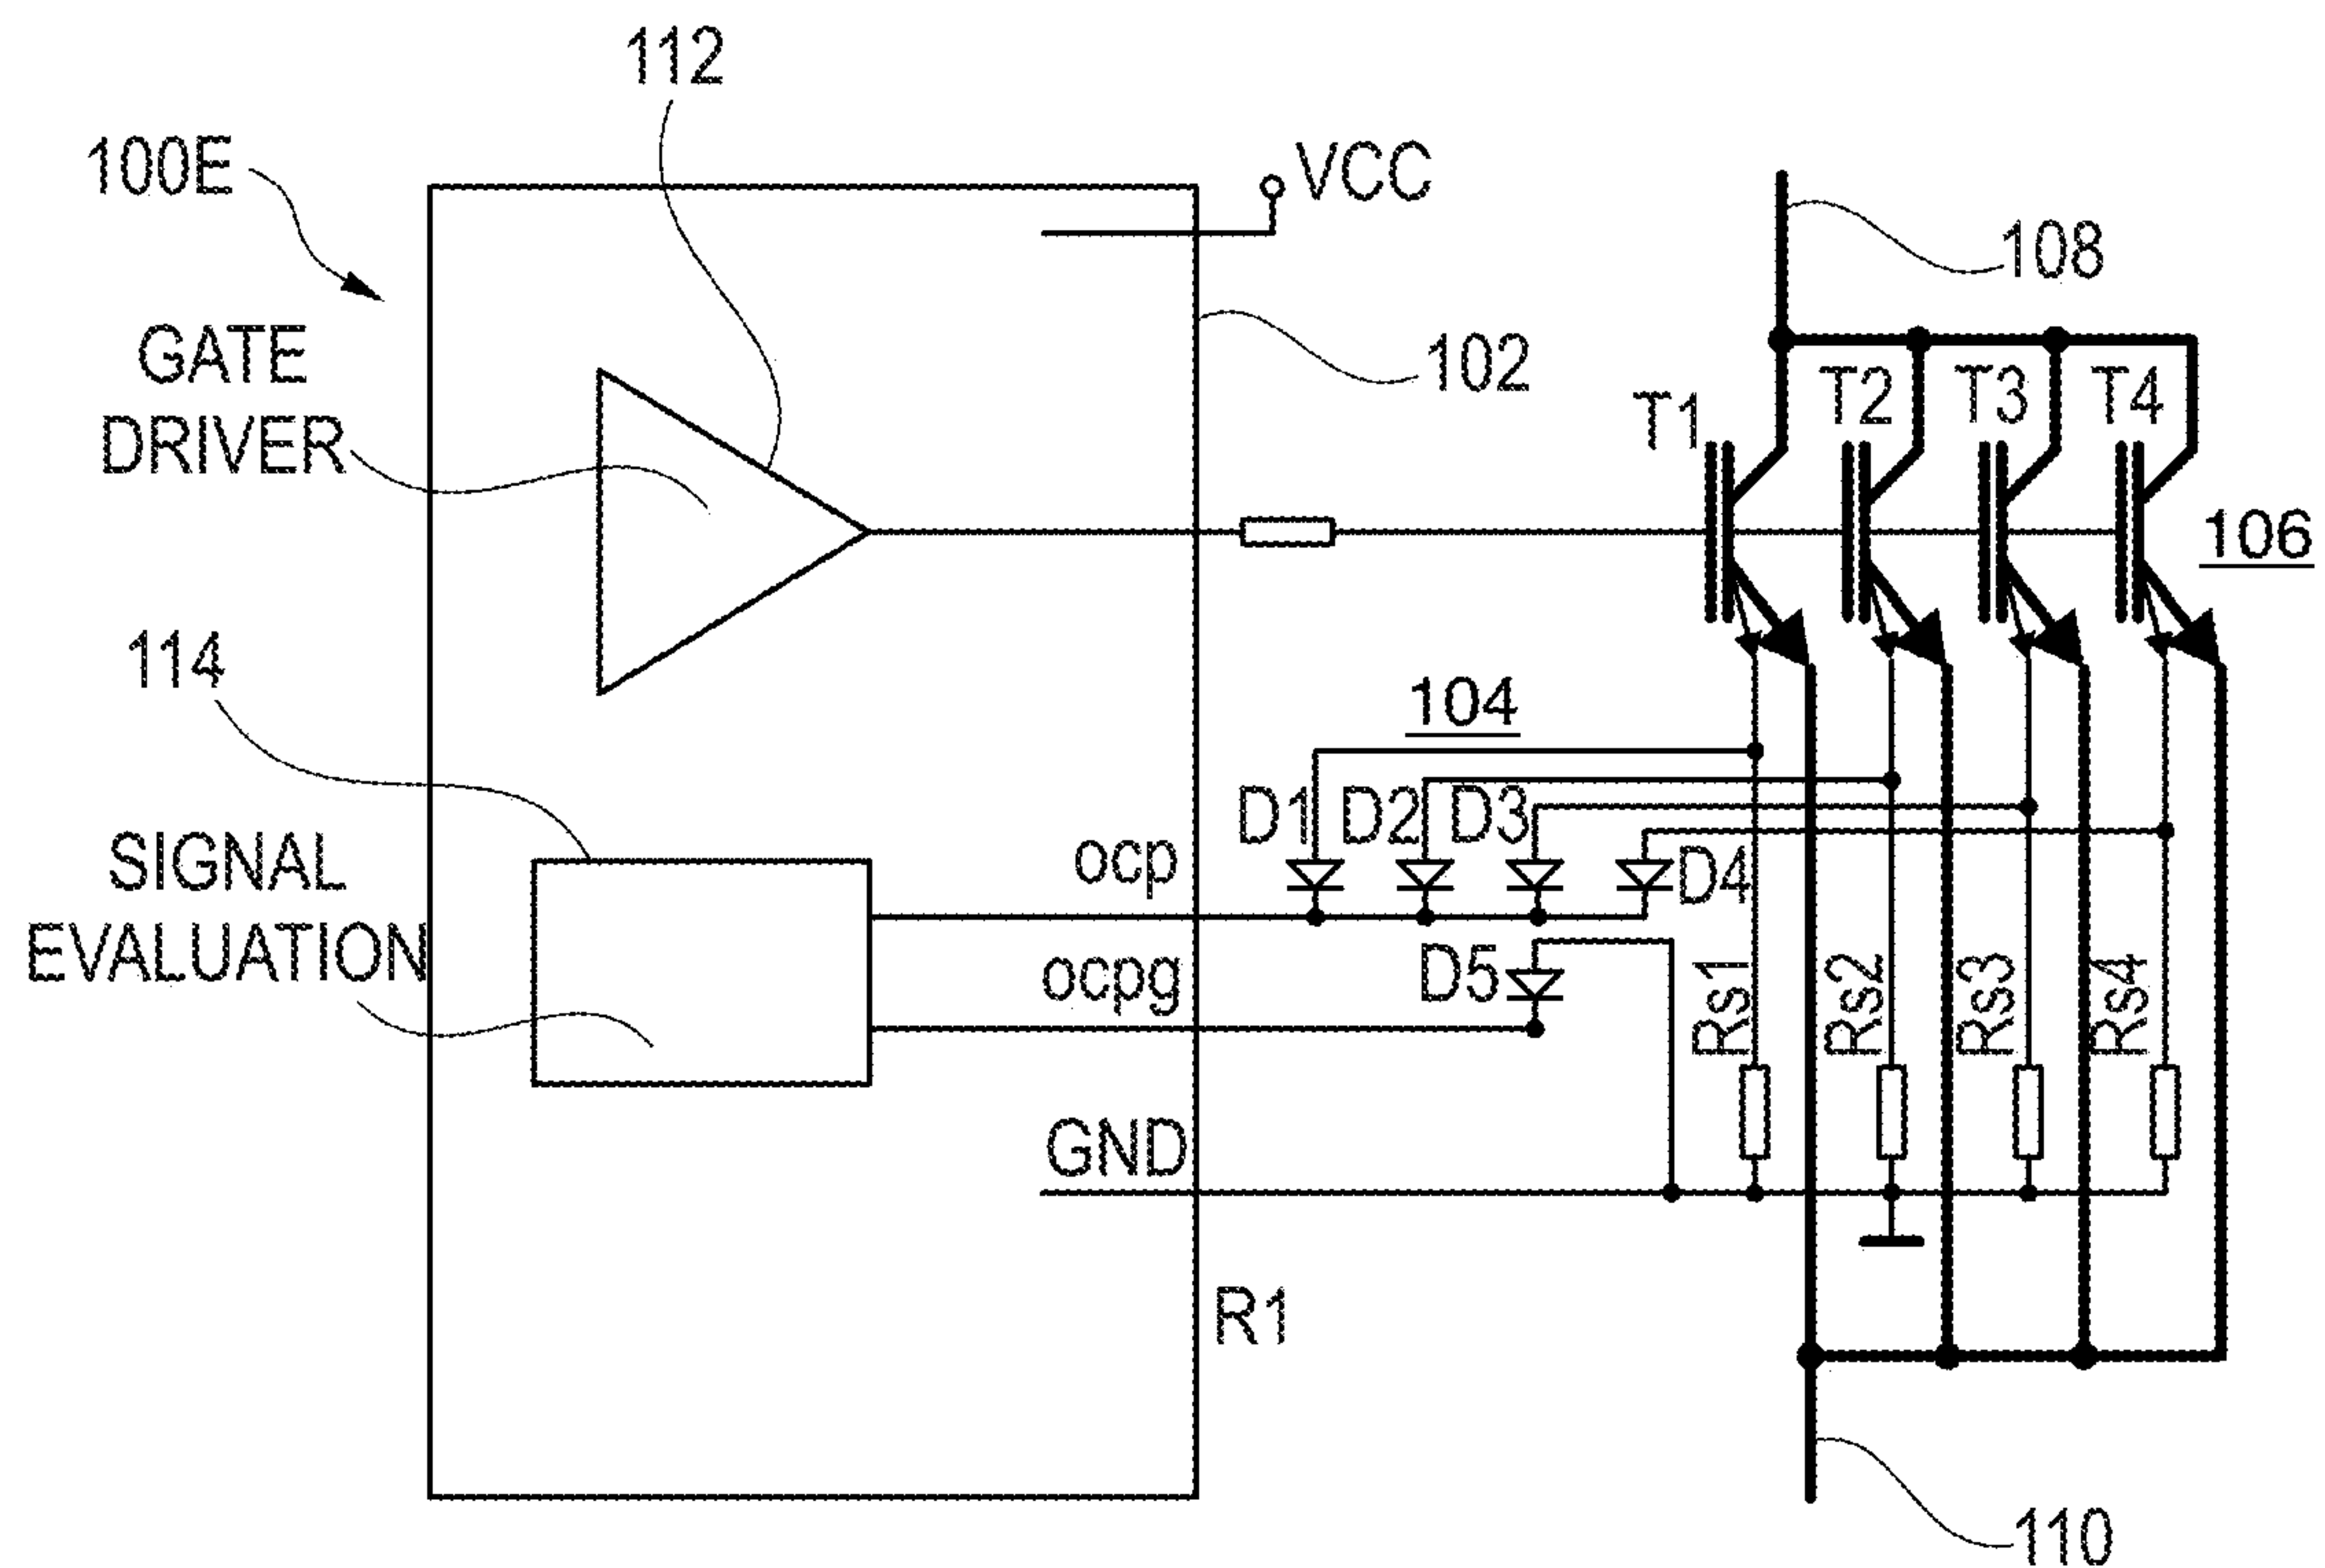 112
100E
VCC
108
GATE
DRIVER
102
T1
T2
T3
T4
106
114
104
D1
D2
D3
D4
SIGNAL
EVALUATION
ocp
ocpg
D5
Rs1
Rs2
Rs3
Rs4
GND
R1
110